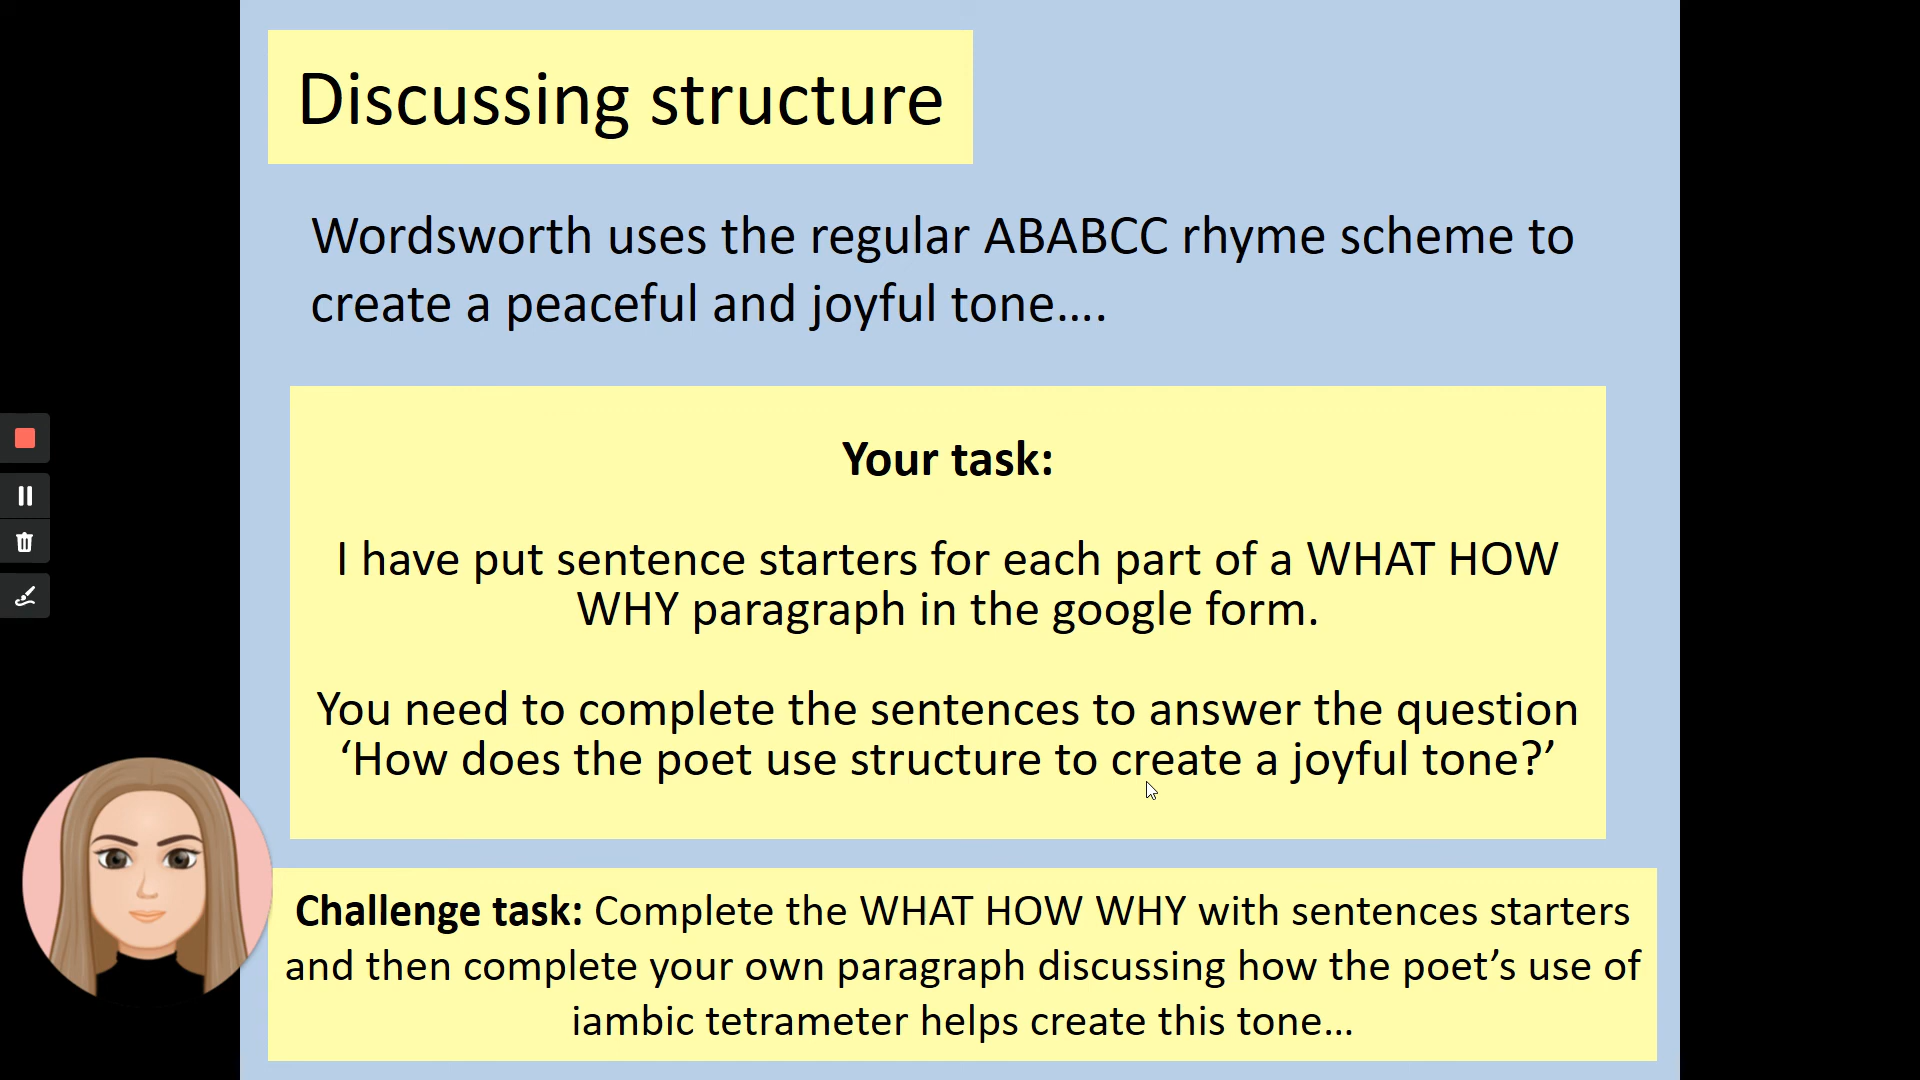 Discussing structure
Wordsworth uses the regular ABABCC rhyme scheme to
create a peaceful and joyful tone....
Your task:
I have put sentence starters for each part of a WHAT HOW
WHY paragraph in the google form.
You need to complete the sentences to answer the question
‘How does the poet use structure to create a joyful tone?’
Challenge task: Complete the WHAT HOW WHY with sentences starters
and then complete your own paragraph discussing how the poet’s use of
iambic tetrameter helps create this tone...